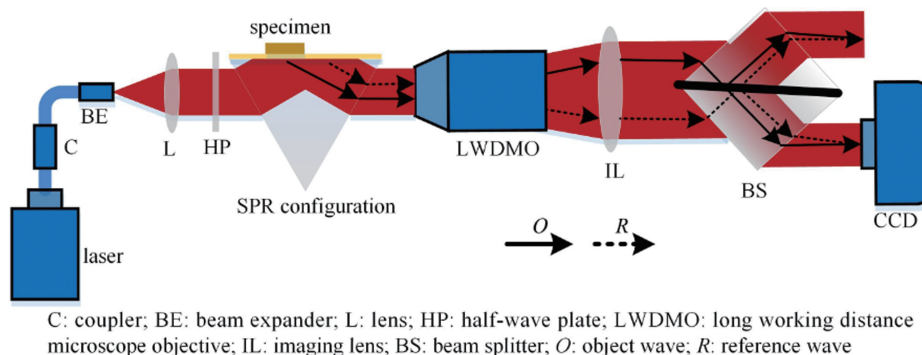 specimen
BE
C
L
HP
LWDMO
IL
BS
SPR configuration
CCD
laser
O
R
C: coupler; BE: beam expander; L: lens; HP: half-wave plate; LWDMO: long working distance
microscope objective; IL: imaging lens; BS: beam splitter; O: object wave; R: reference wave